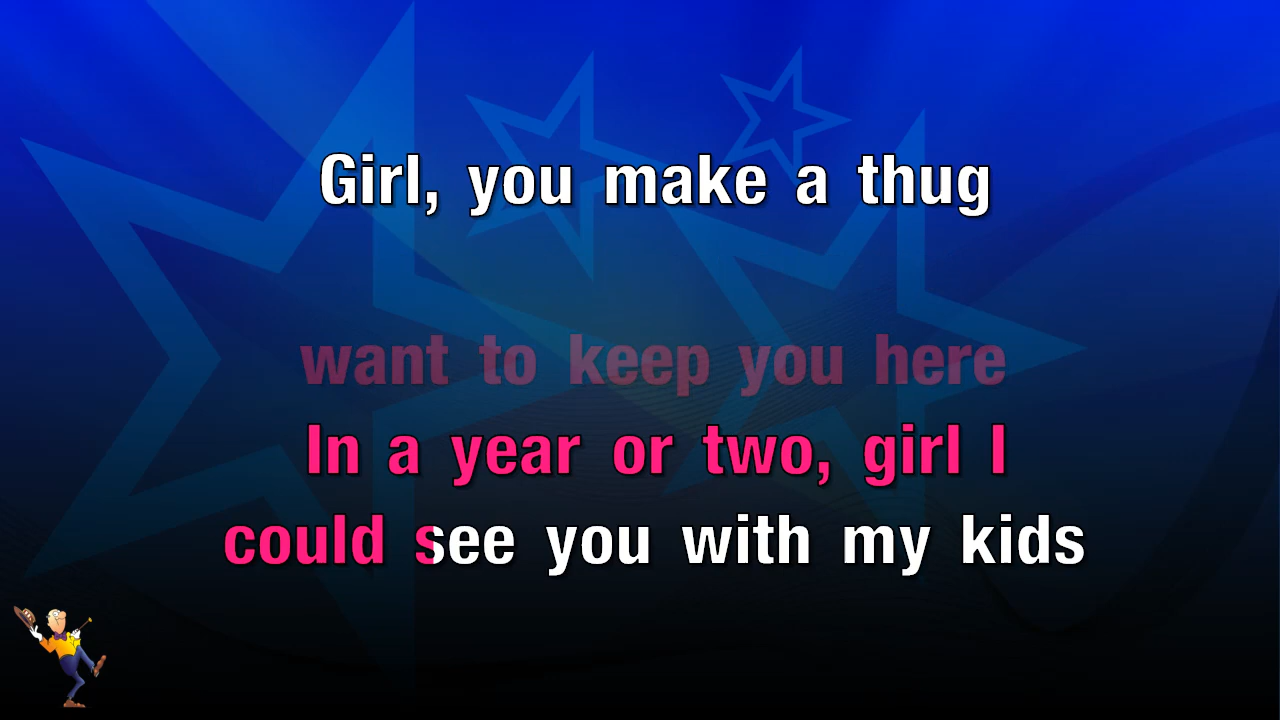 Girl, you make a thug
want to keep you here
In a year or two, girl I
could see you with my kids